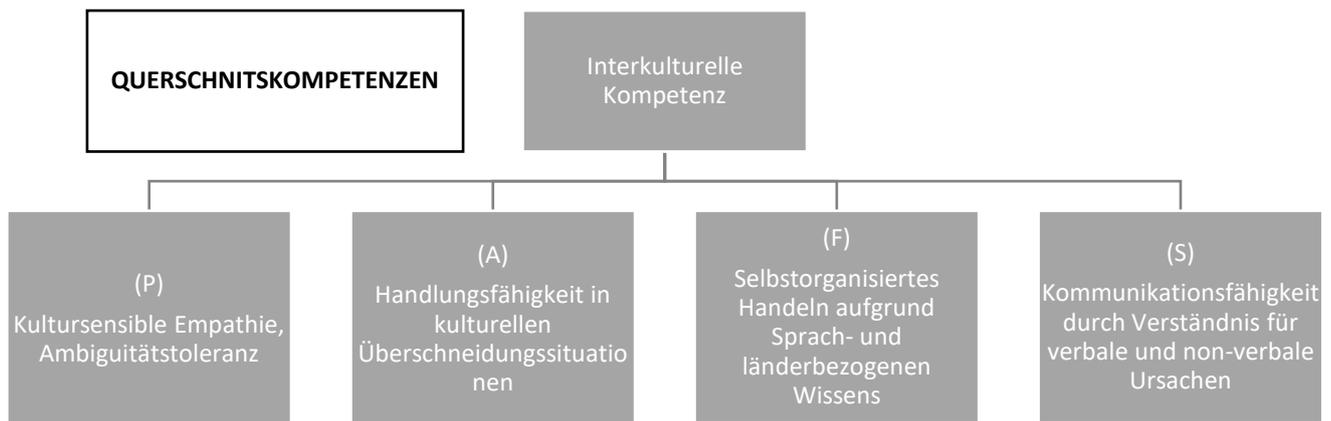 QUERSCHNITSKOMPETENZEN
Interkulturelle
Kompetenz
(P)
Kultursensible Empathie,
Ambiguitätstoleranz
(A)
Handlungsfähigkeit in
kulturellen
Überschneidungssituatio
nen
(F)
Selbstorganisiertes
Handeln aufgrund
Sprach- und
länderbezogenen
Wissens
(S)
Kommunikationsfähigkeit
durch Verständnis für
verbale und non-verbale
Ursachen